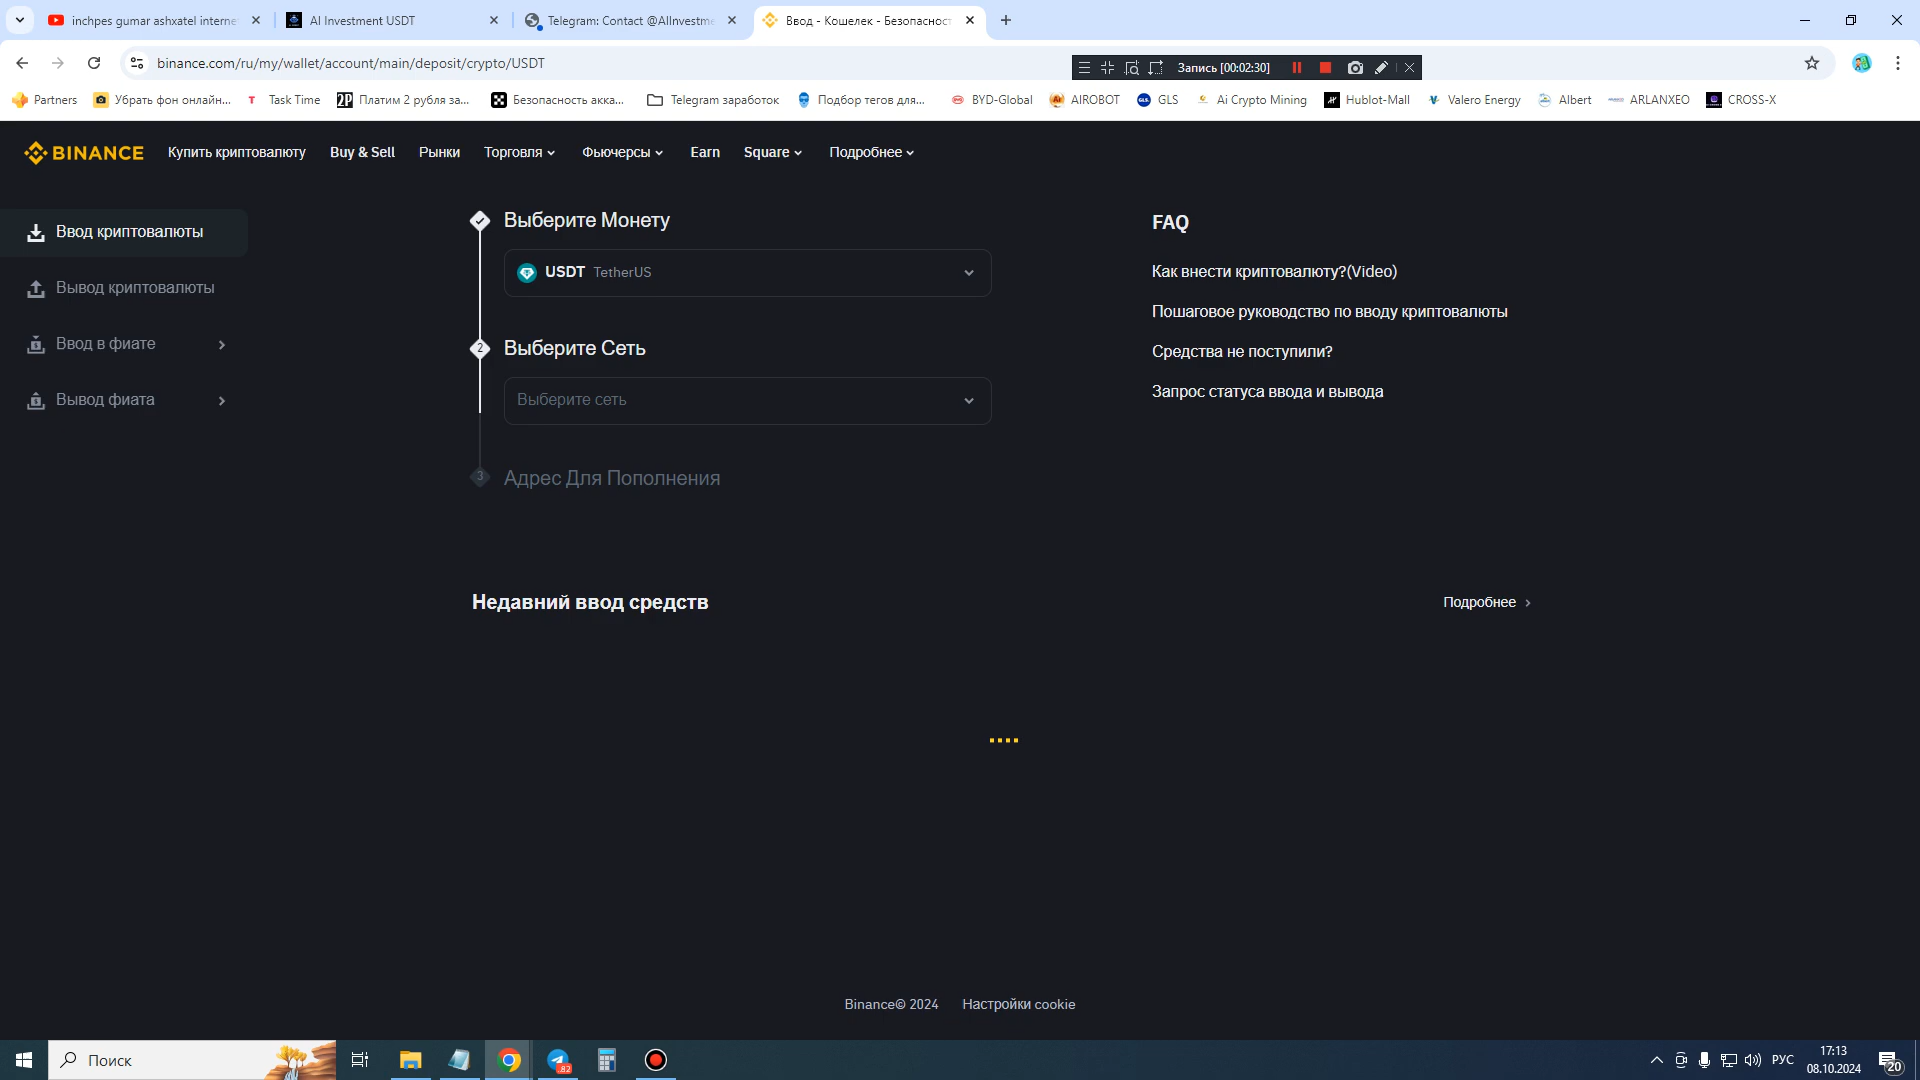 inchpes gumar ashxatel interne
AI Investment USDT
Telegram: Contact @AIInvestme
Ввод - Кошелек - Безопасност
binance.com/ru/my/wallet/account/main/deposit/crypto/USDT
Запись [00:02:30]
Partners
Убрать фон онлайн...
Task Time
2P Платим 2 рубля за...
Безопасность акка...
Telegram заработок
Подбор тегов для...
BYD-Global
AIROBOT
GLS
Ai Crypto Mining
Hublot-Mall
Valero Energy
Albert
ARLANXEO
CROSS-X
BINANCE
Купить криптовалюту
Buy & Sell
Рынки
Торговля
Фьючерсы
Earn
Square
Подробнее
Ввод криптовалюты
Вывод криптовалюты
Ввод в фиате
Вывод фиата
Выберите Монету
USDT TetherUS
2 Выберите Сеть
Выберите сеть
3 Адрес Для Пополнения
FAQ
Как внести криптовалюту?(Video)
Пошаговое руководство по вводу криптовалюты
Средства не поступили?
Запрос статуса ввода и вывода
Недавний ввод средств
Подробнее
Binance© 2024
Настройки cookie
Поиск
82
РУС
17:13
08.10.2024
20